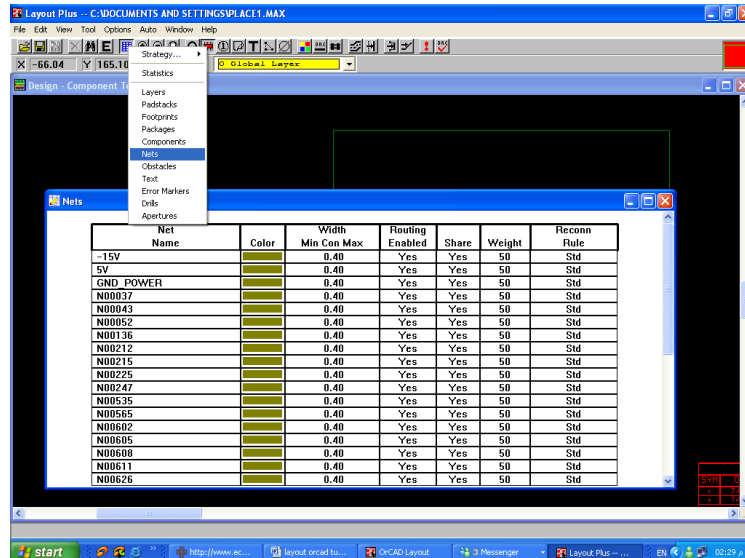 Layout Plus -- C:\DOCUMENTS AND SETTINGS\PLACE1.MAX
File Edit View Tool Options Auto Window Help
X -66.04 Y 165.10 0 Global Layer
Design - Component T
Strategy...
Statistics
Layers
Padstacks
Footprints
Packages
Components
Nets
Obstacles
Text
Error Markers
Drills
Apertures
Nets
Net Name Color Width Min Con Max Routing Enabled Share Weight Reconn Rule
-15V 0.40 Yes Yes 50 Std
5V 0.40 Yes Yes 50 Std
GND_POWER 0.40 Yes Yes 50 Std
N00037 0.40 Yes Yes 50 Std
N00043 0.40 Yes Yes 50 Std
N00052 0.40 Yes Yes 50 Std
N00136 0.40 Yes Yes 50 Std
N00212 0.40 Yes Yes 50 Std
N00215 0.40 Yes Yes 50 Std
N00225 0.40 Yes Yes 50 Std
N00247 0.40 Yes Yes 50 Std
N00535 0.40 Yes Yes 50 Std
N00565 0.40 Yes Yes 50 Std
N00602 0.40 Yes Yes 50 Std
N00605 0.40 Yes Yes 50 Std
N00608 0.40 Yes Yes 50 Std
N00611 0.40 Yes Yes 50 Std
N00626 0.40 Yes Yes 50 Std
SYM
start http://www.ec... layout orcad tu... OrCAD Layout 3 Messenger Layout Plus -- ... EN 02:29 م